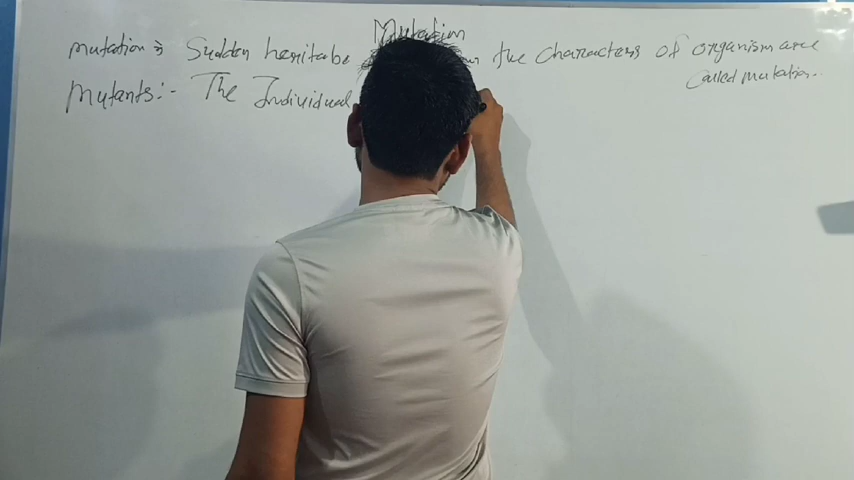 Mutation
Mutation :- Sudden heritabe the characters of organism are
called mutation..
Mutants:- The Individual